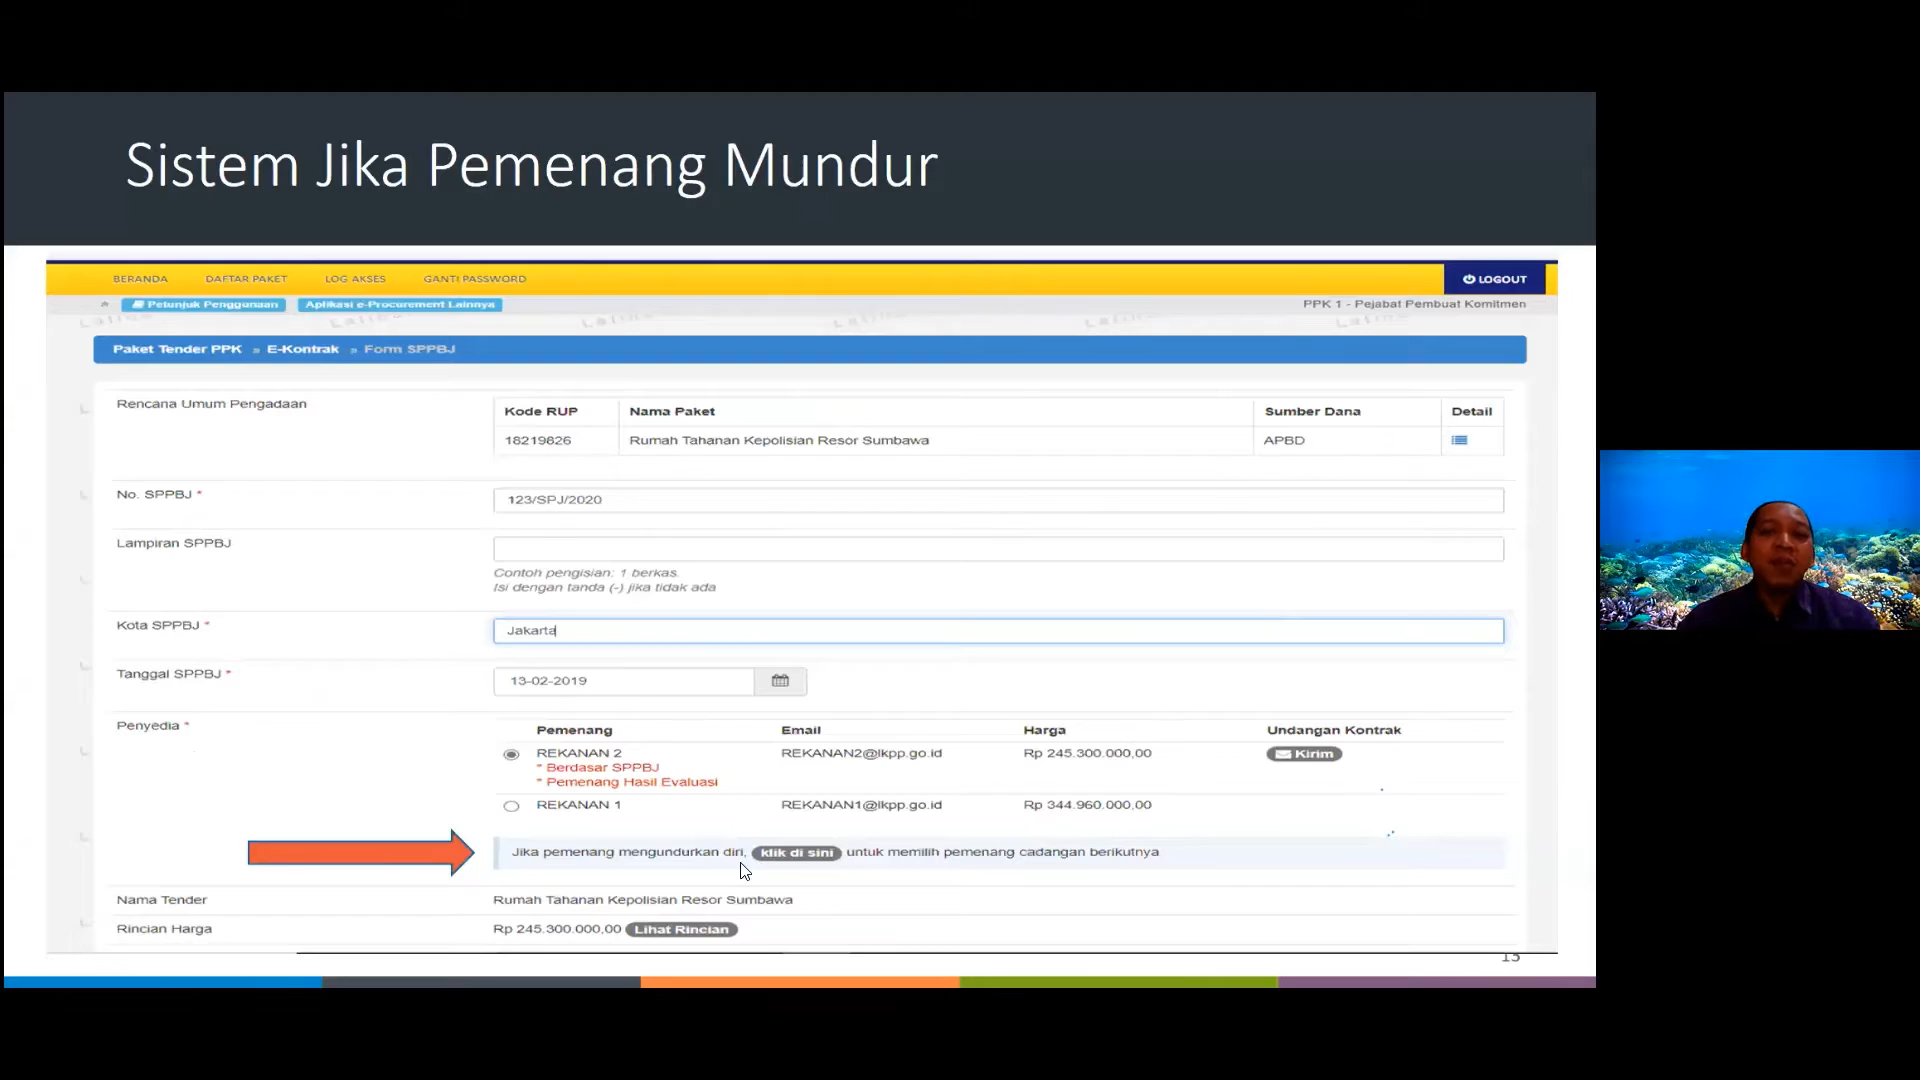 Sistem Jika Pemenang Mundur
BERANDA DAFTAR PAKET LOG AKSES GANTI PASSWORD LOGOUT
Petunjuk Penggunaan Aplikasi e-Procurement Lainnya PPK 1 - Pejabat Pembuat Komitmen
Paket Tender PPK » E-Kontrak » Form SPPBJ
Rencana Umum Pengadaan
Kode RUP Nama Paket Sumber Dana Detail
18219826 Rumah Tahanan Kepolisian Resor Sumbawa APBD
No. SPPBJ * 123/SPJ/2020
Lampiran SPPBJ
Contoh pengisian: 1 berkas.
Isi dengan tanda (-) jika tidak ada
Kota SPPBJ * Jakarta
Tanggal SPPBJ * 13-02-2019
Penyedia *
Pemenang Email Harga Undangan Kontrak
REKANAN 2 REKANAN2@lkpp.go.id Rp 245.300.000,00 Kirim
* Berdasar SPPBJ
* Pemenang Hasil Evaluasi
REKANAN 1 REKANAN1@lkpp.go.id Rp 344.960.000,00
Jika pemenang mengundurkan diri, klik di sini untuk memilih pemenang cadangan berikutnya
Nama Tender Rumah Tahanan Kepolisian Resor Sumbawa
Rincian Harga Rp 245.300.000,00 Lihat Rincian